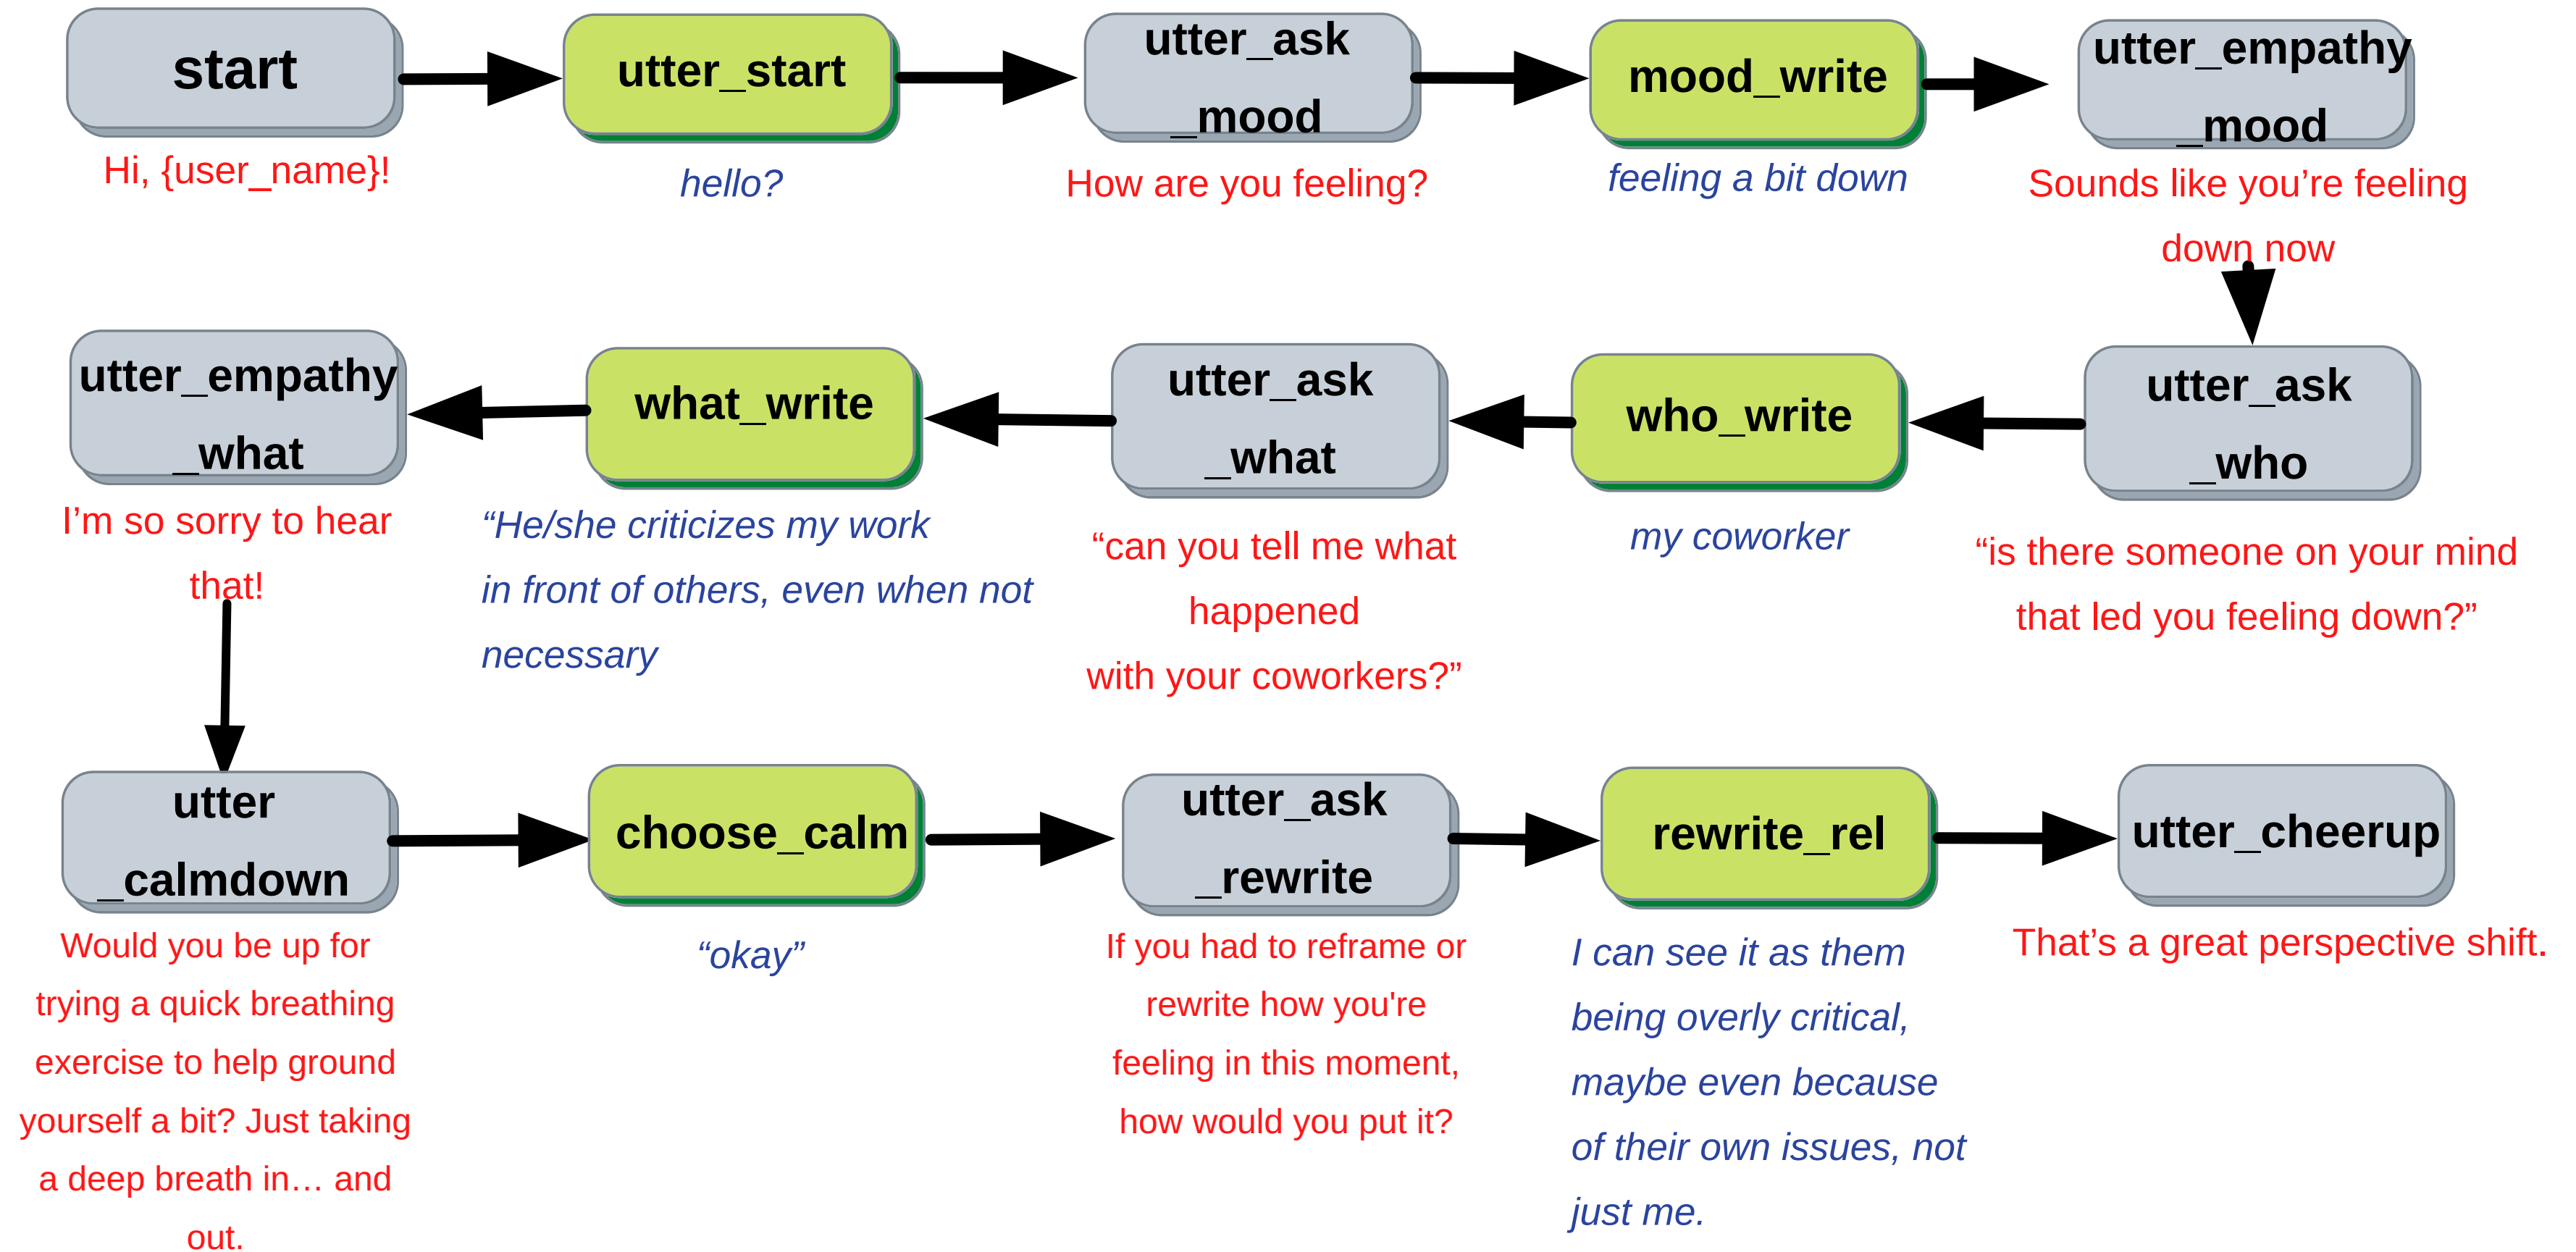 start
utter_start
utter_ask
_mood
mood_write
utter_empathy
_mood
Hi, {user_name}!
hello?
How are you feeling?
feeling a bit down
Sounds like you’re feeling
down now
utter_empathy
_what
what_write
utter_ask
_what
who_write
utter_ask
_who
I’m so sorry to hear
that!
“He/she criticizes my work
in front of others, even when not
necessary
“can you tell me what
happened
with your coworkers?”
my coworker
“is there someone on your mind
that led you feeling down?”
utter
_calmdown
choose_calm
utter_ask
_rewrite
rewrite_rel
utter_cheerup
Would you be up for
trying a quick breathing
exercise to help ground
yourself a bit? Just taking
a deep breath in… and
out.
“okay”
If you had to reframe or
rewrite how you're
feeling in this moment,
how would you put it?
I can see it as them
being overly critical,
maybe even because
of their own issues, not
just me.
That’s a great perspective shift.